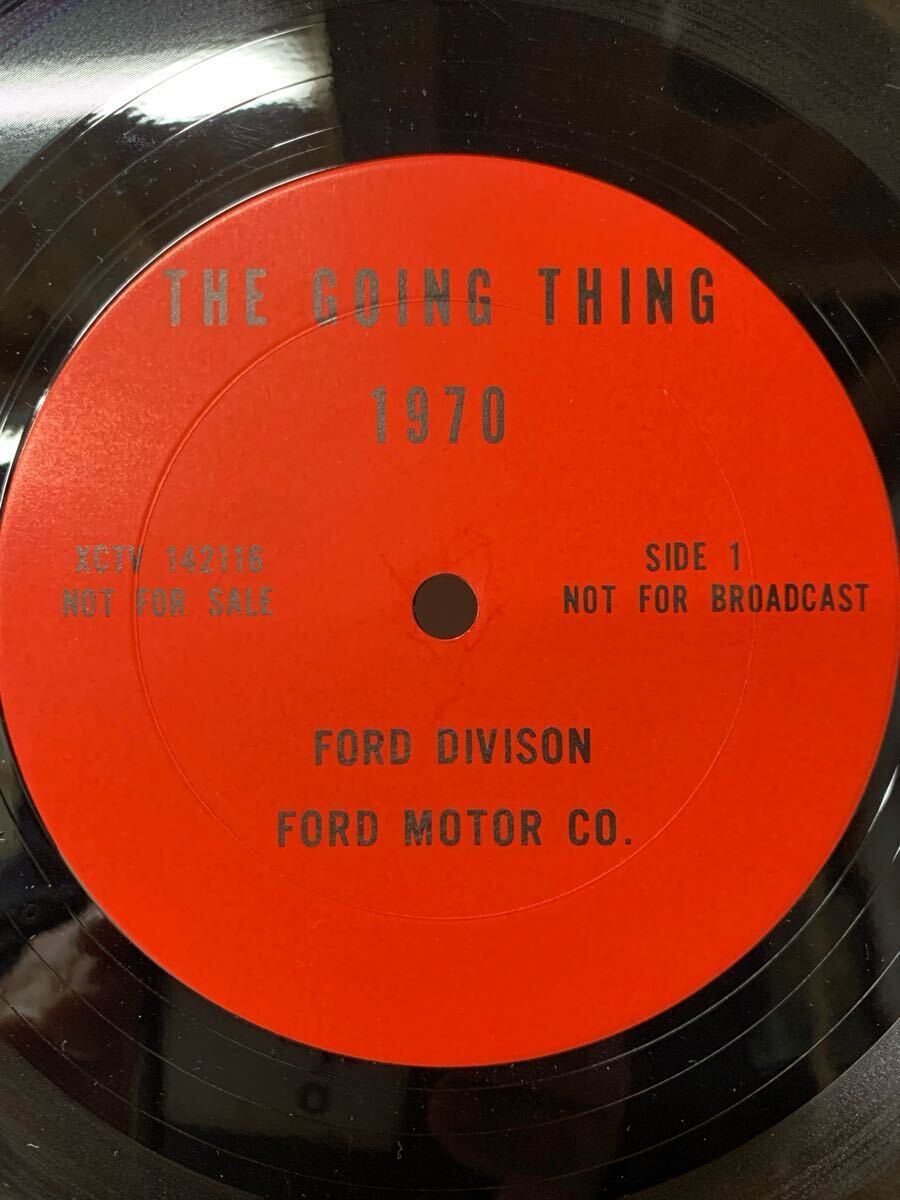 THE GOING THING
1970
XCTV 142116
NOT FOR SALE
SIDE 1
NOT FOR BROADCAST
FORD DIVISON
FORD MOTOR CO.